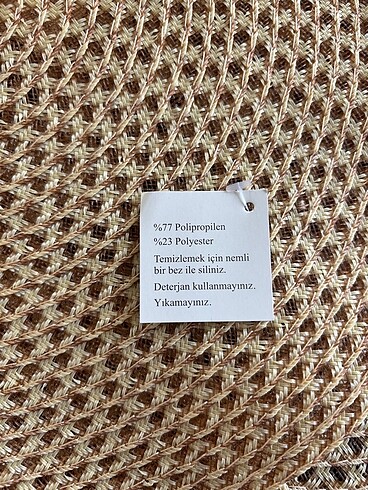 %77 Polipropilen
%23 Polyester
Temizlemek için nemli
bir bez ile siliniz.
Deterjan kullanmayınız.
Yıkamayınız.